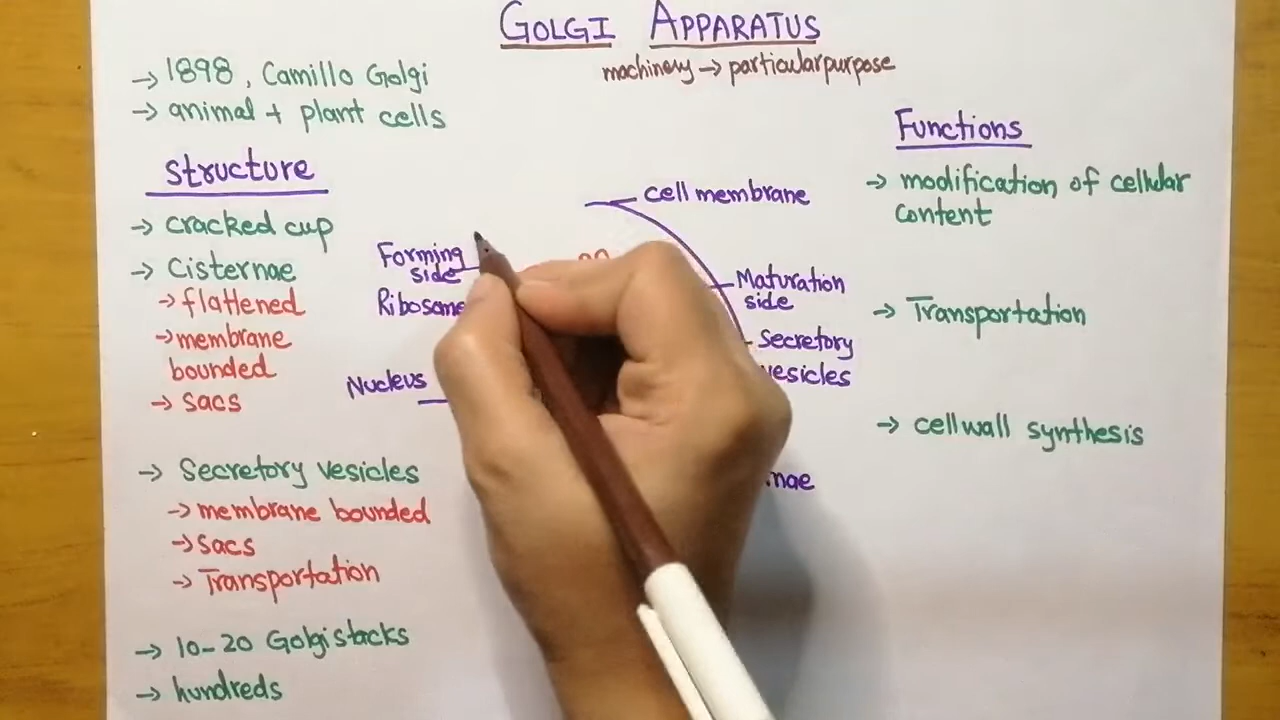 GOLGI APPARATUS
machinery → particular purpose
→ 1898, Camillo Golgi
→ animal + plant cells
Structure
→ cracked cup
→ Cisternae
→ flattened
→ membrane
bounded
→ sacs
→ Secretory vesicles
→ membrane bounded
→ sacs
→ Transportation
→ 10-20 Golgi stacks
→ hundreds
Forming
side
Ribosome
Nucleus
cell membrane
Maturation
side
Secretory
vesicles
Functions
→ modification of cellular
content
→ Transportation
→ cellwall synthesis